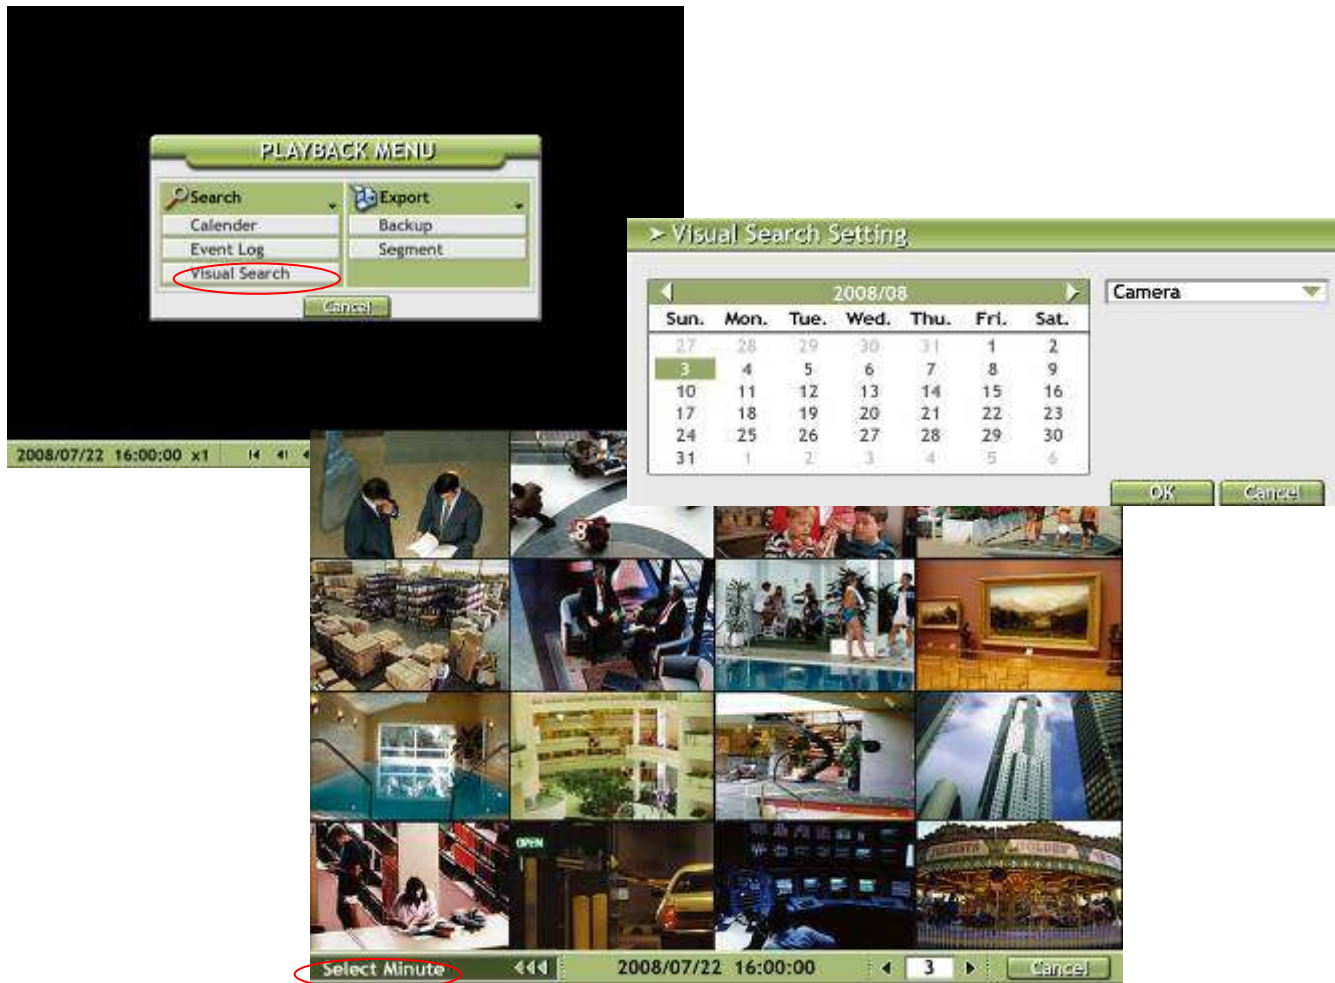 PLAYBACK MENU
Search Export
Calender Backup
Event Log Segment
Visual Search
Cancel
2008/07/22 16:00:00 x1
Visual Search Setting
2008/08
Camera
Sun. Mon. Tue. Wed. Thu. Fri. Sat.
27 28 29 30 31 1 2
3 4 5 6 7 8 9
10 11 12 13 14 15 16
17 18 19 20 21 22 23
24 25 26 27 28 29 30
31 1 2 3 4 5 6
OK Cancel
OPEN
GOLDEN
Select Minute 2008/07/22 16:00:00 3 Cancel